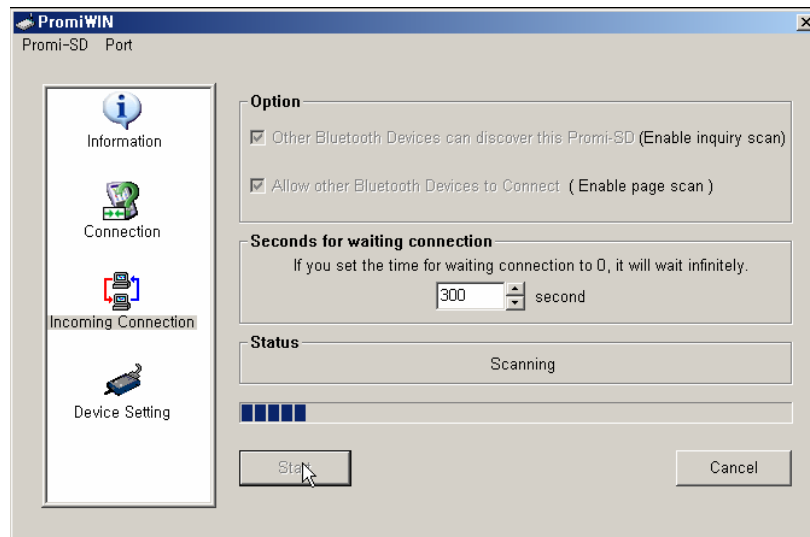 Promi₩IN
Promi-SD Port
Information
Connection
Incoming Connection
Device Setting
Option
Other Bluetooth Devices can discover this Promi-SD (Enable inquiry scan)
Allow other Bluetooth Devices to Connect ( Enable page scan )
Seconds for waiting connection
If you set the time for waiting connection to 0, it will wait infinitely.
300 second
Status
Scanning
Start
Cancel